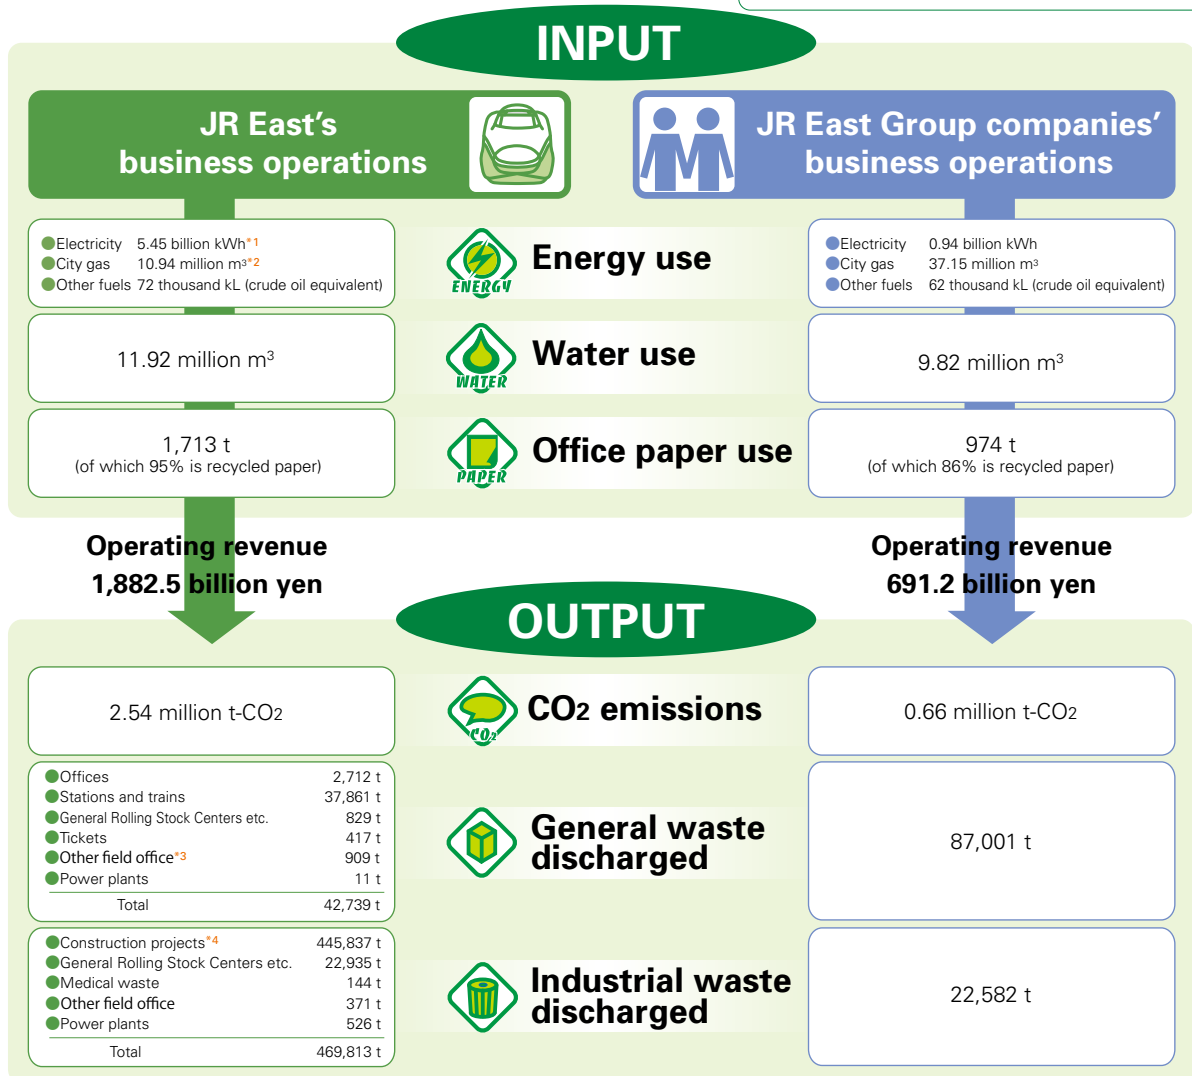 INPUT
JR East's
business operations
JR East Group companies'
business operations
Electricity 5.45 billion kWh*1
City gas 10.94 million m³*2
Other fuels 72 thousand kL (crude oil equivalent)
ENERGY
Energy use
Electricity 0.94 billion kWh
City gas 37.15 million m³
Other fuels 62 thousand kL (crude oil equivalent)
11.92 million m³
WATER
Water use
9.82 million m³
1,713 t
(of which 95% is recycled paper)
PAPER
Office paper use
974 t
(of which 86% is recycled paper)
Operating revenue
1,882.5 billion yen
Operating revenue
691.2 billion yen
OUTPUT
2.54 million t-CO2
CO2
CO2 emissions
0.66 million t-CO2
Offices 2,712 t
Stations and trains 37,861 t
General Rolling Stock Centers etc. 829 t
Tickets 417 t
Other field office*3 909 t
Power plants 11 t
Total 42,739 t
General waste
discharged
87,001 t
Construction projects*4 445,837 t
General Rolling Stock Centers etc. 22,935 t
Medical waste 144 t
Other field office 371 t
Power plants 526 t
Total 469,813 t
Industrial waste
discharged
22,582 t